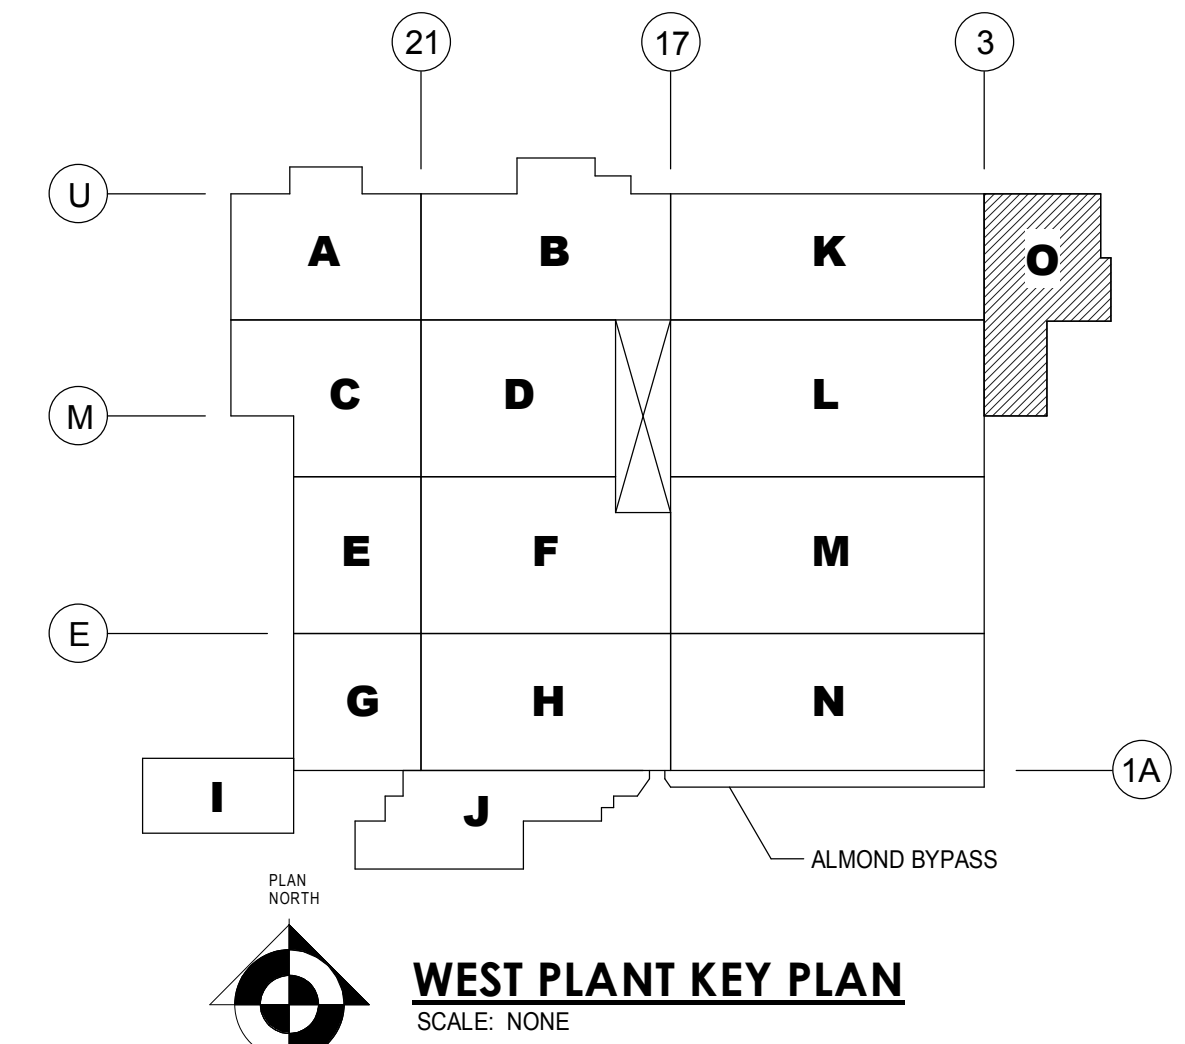 21 17 3
U
A B K O
M
C D L
E F M
E
G H N
1A
I J
ALMOND BYPASS
PLAN
NORTH
WEST PLANT KEY PLAN
SCALE: NONE